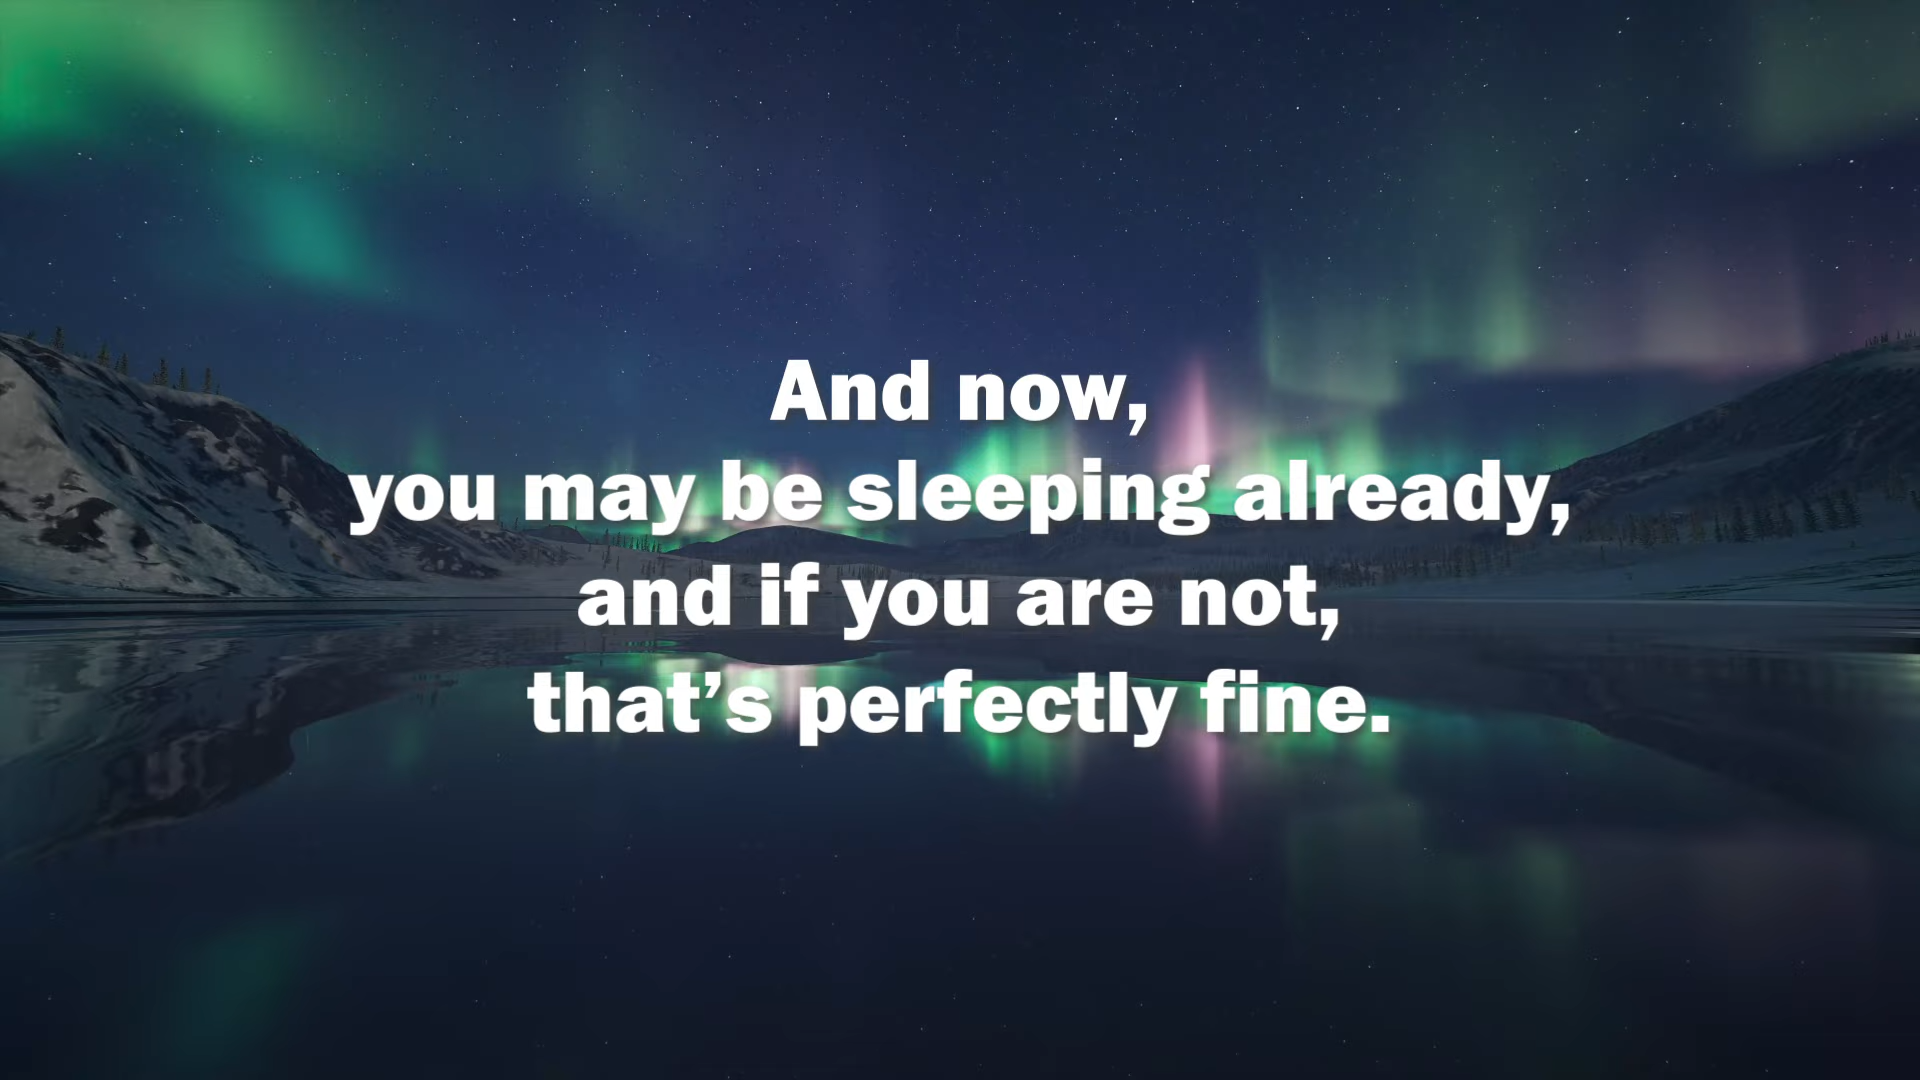 And now,
you may be sleeping already,
and if you are not,
that’s perfectly fine.